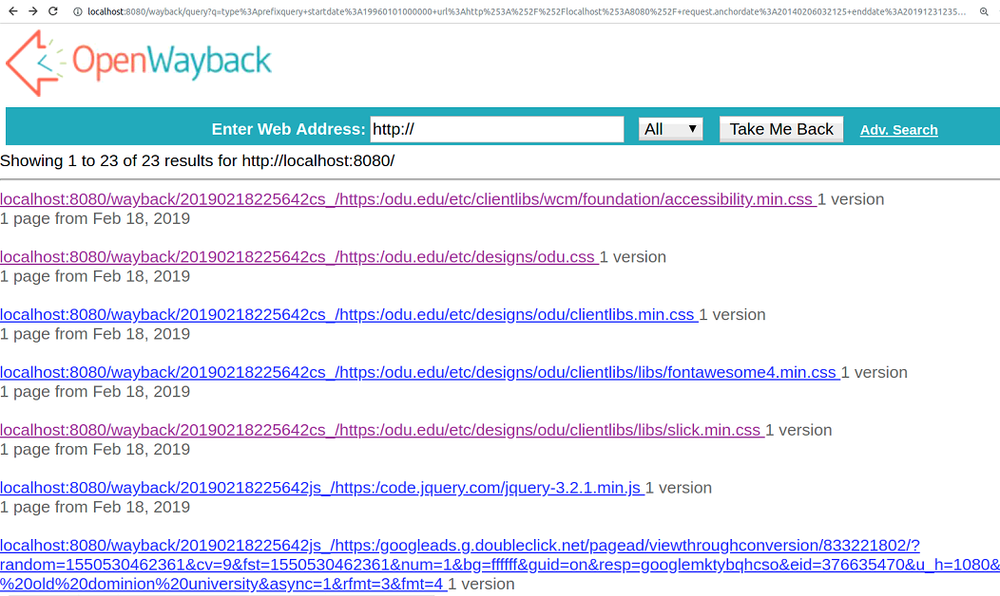 localhost:8080/wayback/query?q=type%3Aprefixquery+startdate%3A19960101000000+url%3Ahttp%253A%252F%252Flocalhost%253A8080%252F+request.anchordate%3A20140206032125+enddate%3A20191231235...
OpenWayback
Enter Web Address: http:// All ▼ Take Me Back Adv. Search
Showing 1 to 23 of 23 results for http://localhost:8080/
localhost:8080/wayback/20190218225642cs_/https:/odu.edu/etc/clientlibs/wcm/foundation/accessibility.min.css 1 version
1 page from Feb 18, 2019
localhost:8080/wayback/20190218225642cs_/https:/odu.edu/etc/designs/odu.css 1 version
1 page from Feb 18, 2019
localhost:8080/wayback/20190218225642cs_/https:/odu.edu/etc/designs/odu/clientlibs.min.css 1 version
1 page from Feb 18, 2019
localhost:8080/wayback/20190218225642cs_/https:/odu.edu/etc/designs/odu/clientlibs/libs/fontawesome4.min.css 1 version
1 page from Feb 18, 2019
localhost:8080/wayback/20190218225642cs_/https:/odu.edu/etc/designs/odu/clientlibs/libs/slick.min.css 1 version
1 page from Feb 18, 2019
localhost:8080/wayback/20190218225642js_/https:/code.jquery.com/jquery-3.2.1.min.js 1 version
1 page from Feb 18, 2019
localhost:8080/wayback/20190218225642js_/https:/googleads.g.doubleclick.net/pagead/viewthroughconversion/833221802/?
random=1550530462361&cv=9&fst=1550530462361&num=1&bg=ffffff&guid=on&resp=googlemktybqhcso&eid=376635470&u_h=1080&
%20old%20dominion%20university&async=1&rfmt=3&fmt=4 1 version